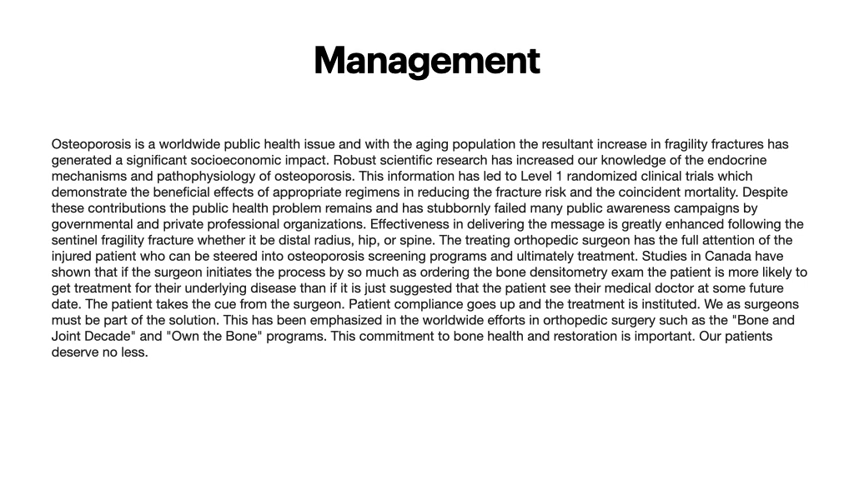 Management
Osteoporosis is a worldwide public health issue and with the aging population the resultant increase in fragility fractures has
generated a significant socioeconomic impact. Robust scientific research has increased our knowledge of the endocrine
mechanisms and pathophysiology of osteoporosis. This information has led to Level 1 randomized clinical trials which
demonstrate the beneficial effects of appropriate regimens in reducing the fracture risk and the coincident mortality. Despite
these contributions the public health problem remains and has stubbornly failed many public awareness campaigns by
governmental and private professional organizations. Effectiveness in delivering the message is greatly enhanced following the
sentinel fragility fracture whether it be distal radius, hip, or spine. The treating orthopedic surgeon has the full attention of the
injured patient who can be steered into osteoporosis screening programs and ultimately treatment. Studies in Canada have
shown that if the surgeon initiates the process by so much as ordering the bone densitometry exam the patient is more likely to
get treatment for their underlying disease than if it is just suggested that the patient see their medical doctor at some future
date. The patient takes the cue from the surgeon. Patient compliance goes up and the treatment is instituted. We as surgeons
must be part of the solution. This has been emphasized in the worldwide efforts in orthopedic surgery such as the "Bone and
Joint Decade" and "Own the Bone" programs. This commitment to bone health and restoration is important. Our patients
deserve no less.